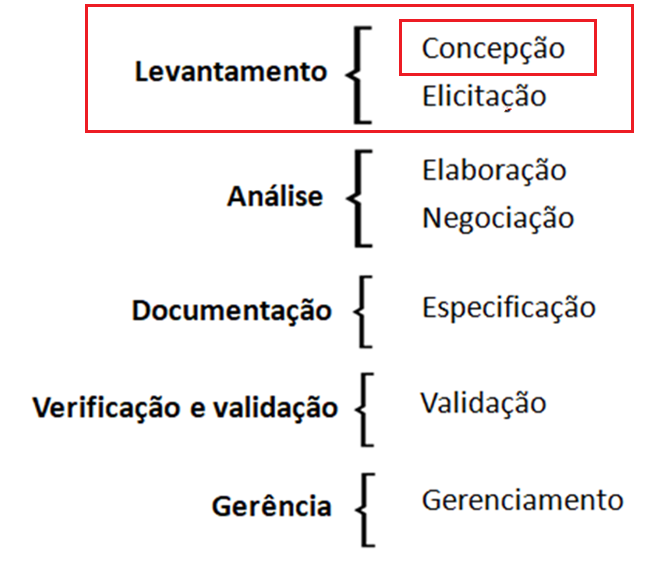 Levantamento
Concepção
Elicitação
Análise
Elaboração
Negociação
Documentação
Especificação
Verificação e validação
Validação
Gerência
Gerenciamento